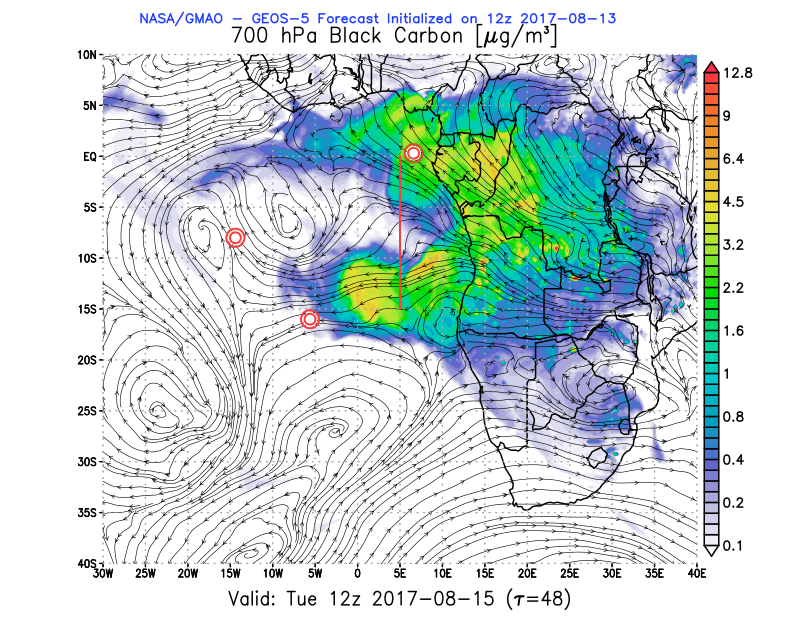 NASA/GMAO - GEOS-5 Forecast Initialized on 12z 2017-08-13
700 hPa Black Carbon [μg/m³]
10N
5N
EQ
5S
10S
15S
20S
25S
30S
35S
40S
30W 25W 20W 15W 10W 5W 0 5E 10E 15E 20E 25E 30E 35E 40E
12.8
9
6.4
4.5
3.2
2.2
1.6
1
0.8
0.4
0.2
0.1
Valid: Tue 12z 2017-08-15 (τ=48)